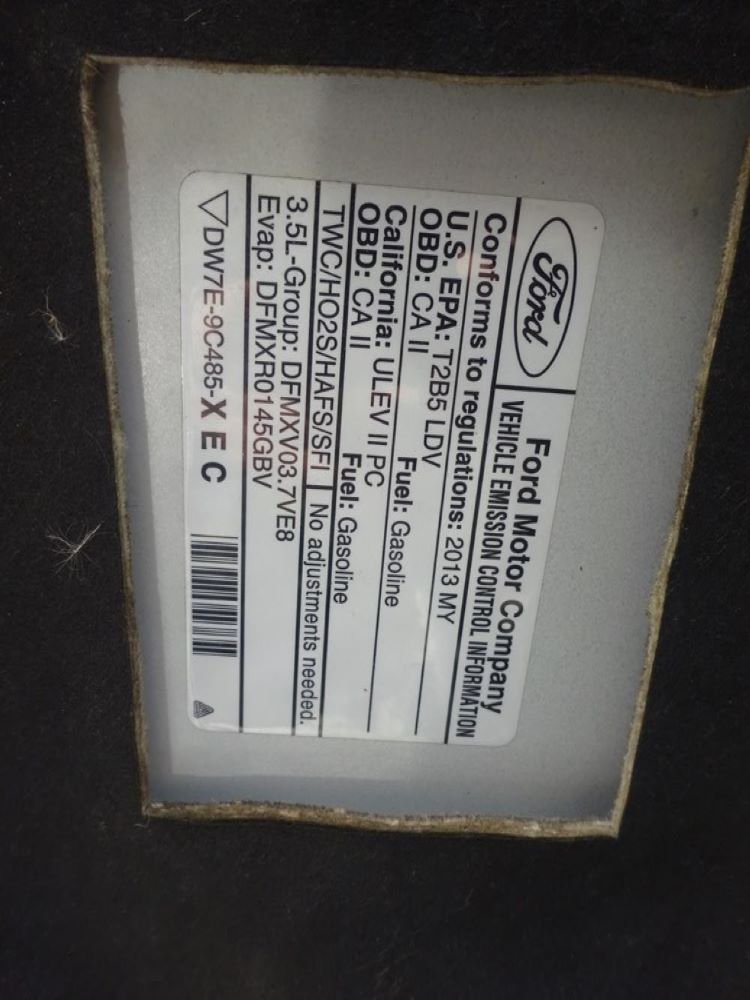 Ford
Ford Motor Company
VEHICLE EMISSION CONTROL INFORMATION
Conforms to regulations: 2013 MY
U.S. EPA: T2B5 LDV
OBD: CA II Fuel: Gasoline
California: ULEV II PC
OBD: CA II Fuel: Gasoline
TWC/HO2S/HAFS/SFI No adjustments needed.
3.5L-Group: DFMXV03.7VE8
Evap: DFMXR0145GBV
DW7E-9C485-X E C